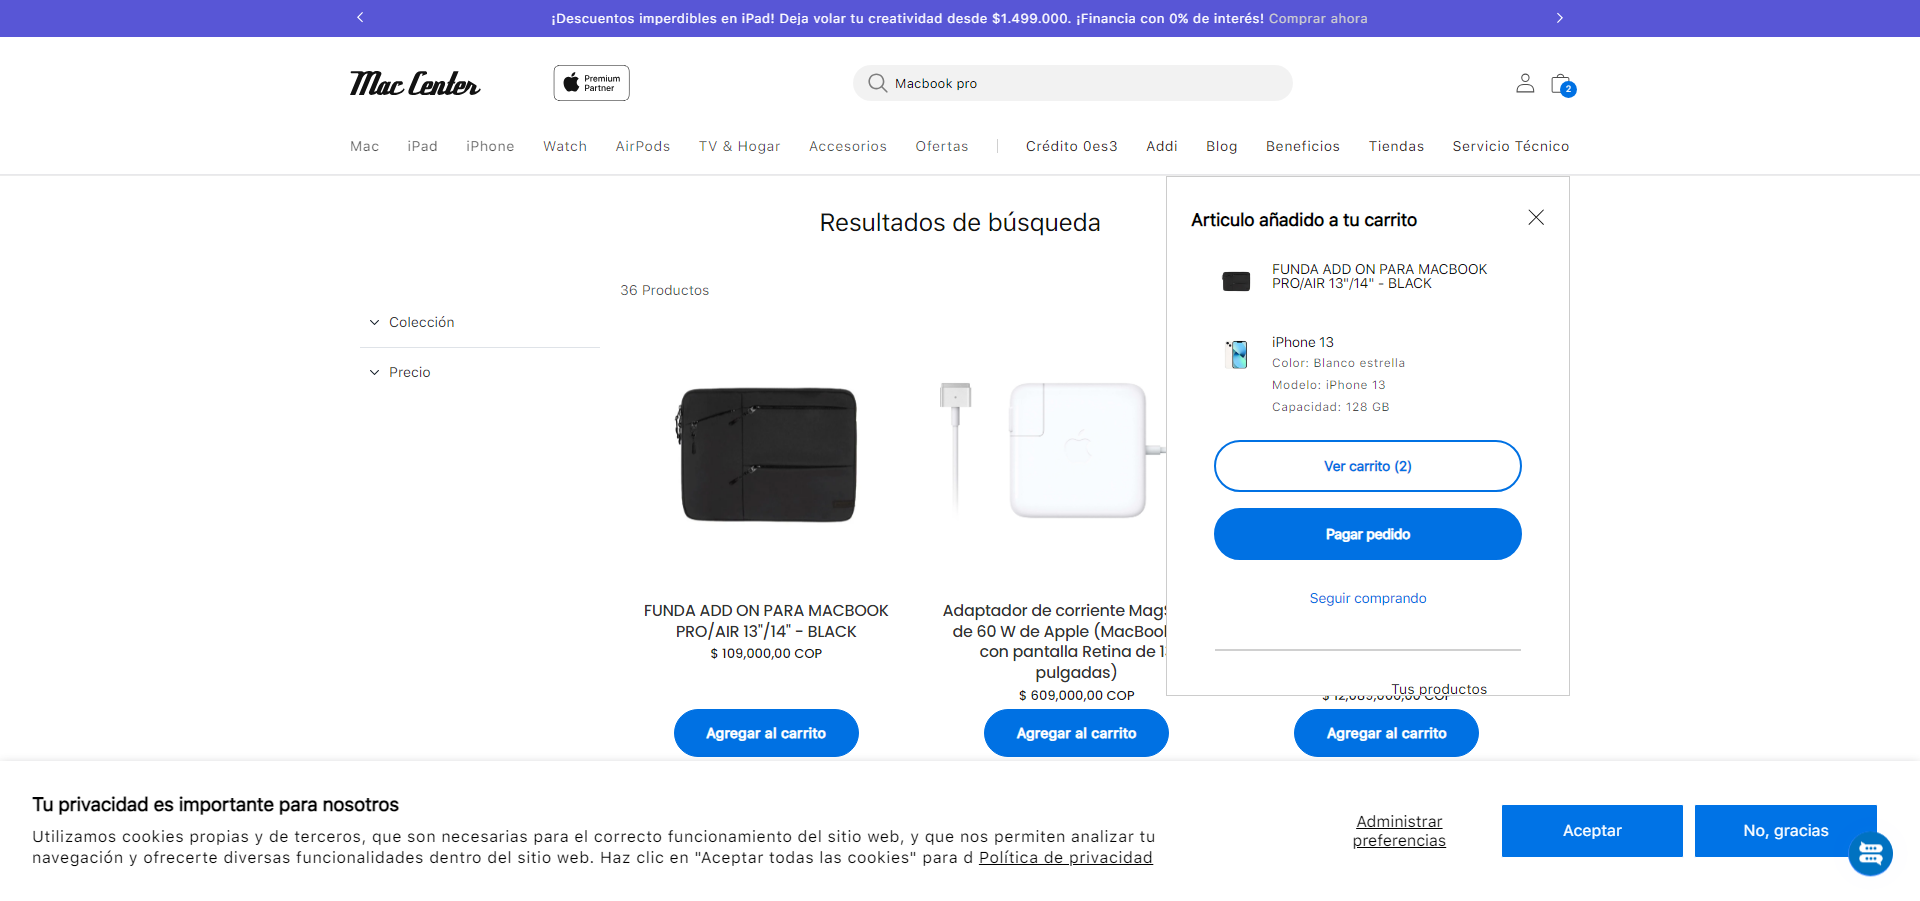 ¡Descuentos imperdibles en iPad! Deja volar tu creatividad desde $1.499.000. ¡Financia con 0% de interés! Comprar ahora
Mac Center
Premium
Partner
Macbook pro
2
Mac iPad iPhone Watch AirPods TV & Hogar Accesorios Ofertas Crédito 0es3 Addi Blog Beneficios Tiendas Servicio Técnico
Resultados de búsqueda
36 Productos
Colección
Precio
Articulo añadido a tu carrito
FUNDA ADD ON PARA MACBOOK
PRO/AIR 13"/14" - BLACK
iPhone 13
Color: Blanco estrella
Modelo: iPhone 13
Capacidad: 128 GB
Ver carrito (2)
Pagar pedido
Seguir comprando
Tus productos
FUNDA ADD ON PARA MACBOOK
PRO/AIR 13"/14" - BLACK
$ 109,000,00 COP
Agregar al carrito
Adaptador de corriente
de 60 W de Apple
con pantalla Retina de
pulgadas)
$ 609,000,00 COP
Agregar al carrito
Agregar al carrito
Tu privacidad es importante para nosotros
Utilizamos cookies propias y de terceros, que son necesarias para el correcto funcionamiento del sitio web, y que nos permiten analizar tu
navegación y ofrecerte diversas funcionalidades dentro del sitio web. Haz clic en "Aceptar todas las cookies" para d Política de privacidad
Administrar
preferencias
Aceptar
No, gracias